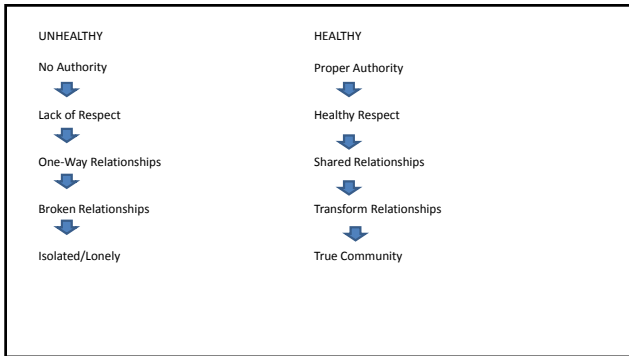 UNHEALTHY
No Authority
Lack of Respect
One-Way Relationships
Broken Relationships
Isolated/Lonely
HEALTHY
Proper Authority
Healthy Respect
Shared Relationships
Transform Relationships
True Community